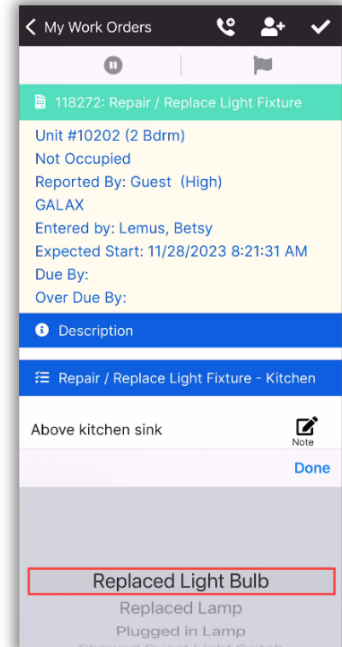 My Work Orders
118272: Repair / Replace Light Fixture
Unit #10202 (2 Bdrm)
Not Occupied
Reported By: Guest (High)
GALAX
Entered by: Lemus, Betsy
Expected Start: 11/28/2023 8:21:31 AM
Due By:
Over Due By:
Description
Repair / Replace Light Fixture - Kitchen
Above kitchen sink
Note
Done
Replaced Light Bulb
Replaced Lamp
Plugged in Lamp